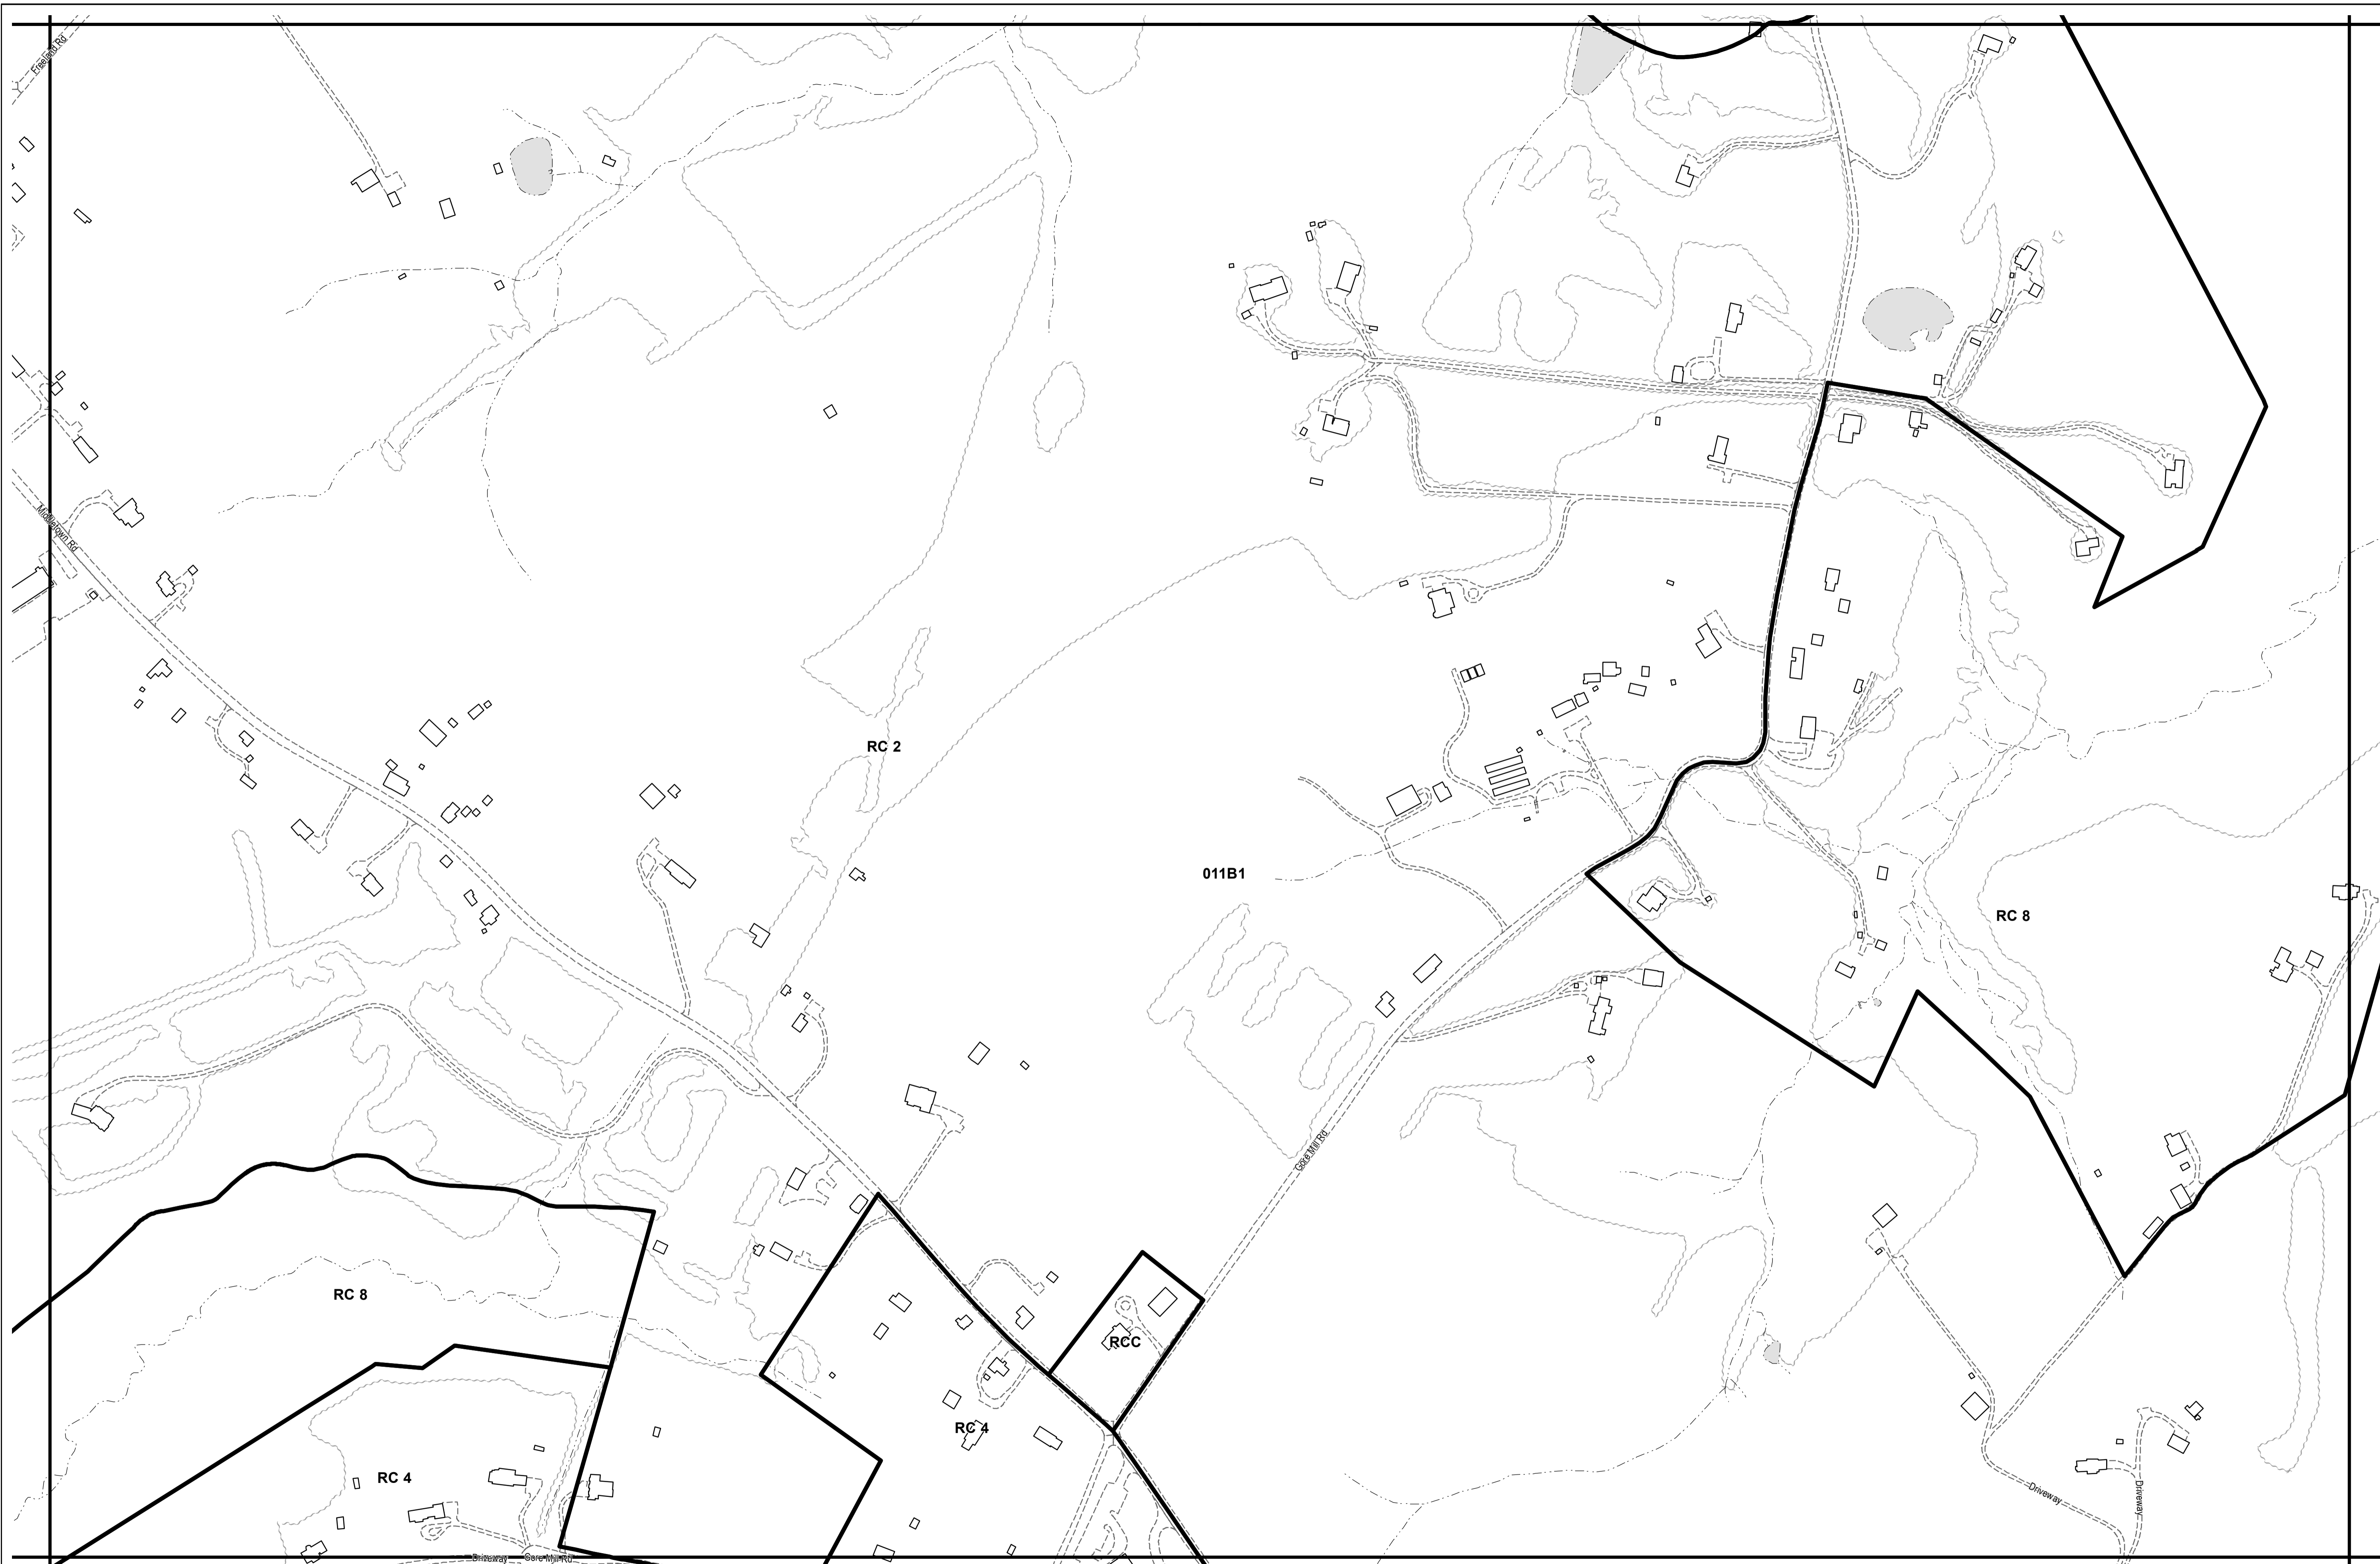 Freeland Rd
Middletown Rd
RC 2
011B1
RC 8
Gore Mill Rd
RC 8
RCC
RC 4
RC 4
Driveway
Driveway
Driveway
Gore Mill Rd